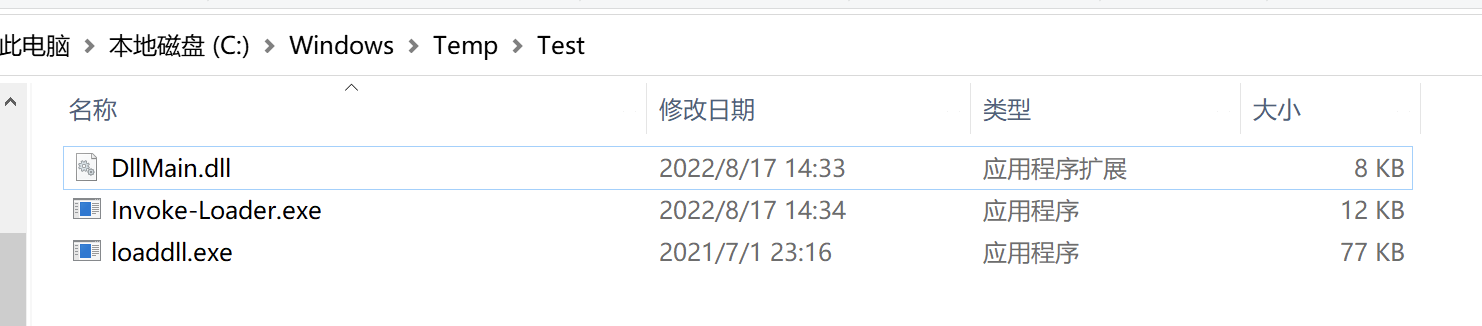 此电脑 > 本地磁盘 (C:) > Windows > Temp > Test
名称 修改日期 类型 大小
DllMain.dll 2022/8/17 14:33 应用程序扩展 8 KB
Invoke-Loader.exe 2022/8/17 14:34 应用程序 12 KB
loaddll.exe 2021/7/1 23:16 应用程序 77 KB